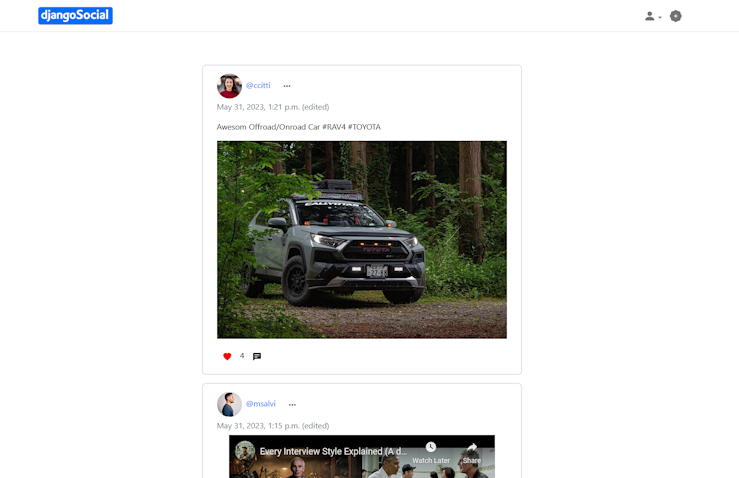 djangoSocial
@ccitti
May 31, 2023, 1:21 p.m. (edited)
Awesom Offroad/Onroad Car #RAV4 #TOYOTA
TOYOTA
4
@msalvi
May 31, 2023, 1:15 p.m. (edited)
Every Interview Style Explained (A d...
Watch Later
Share